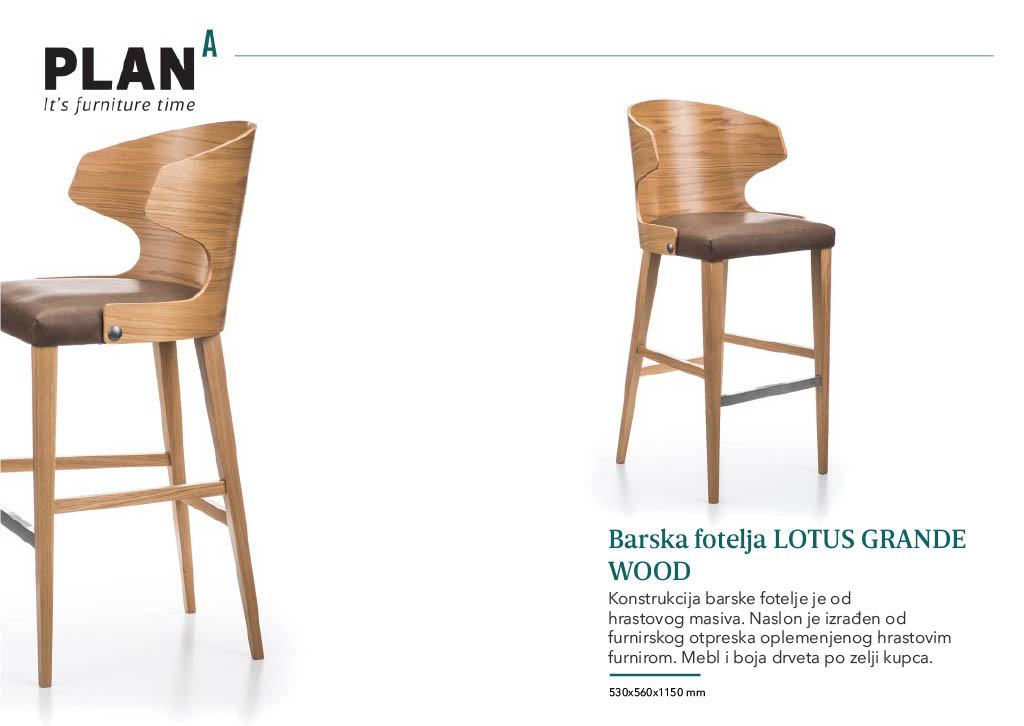 PLAN A
It's furniture time
Barska fotelja LOTUS GRANDE
WOOD
Konstrukcija barske fotelje je od
hrastovog masiva. Naslon je izrađen od
furnirskog otpreska oplemenjenog hrastovim
furnirom. Mebl i boja drveta po zelji kupca.
530x560x1150 mm